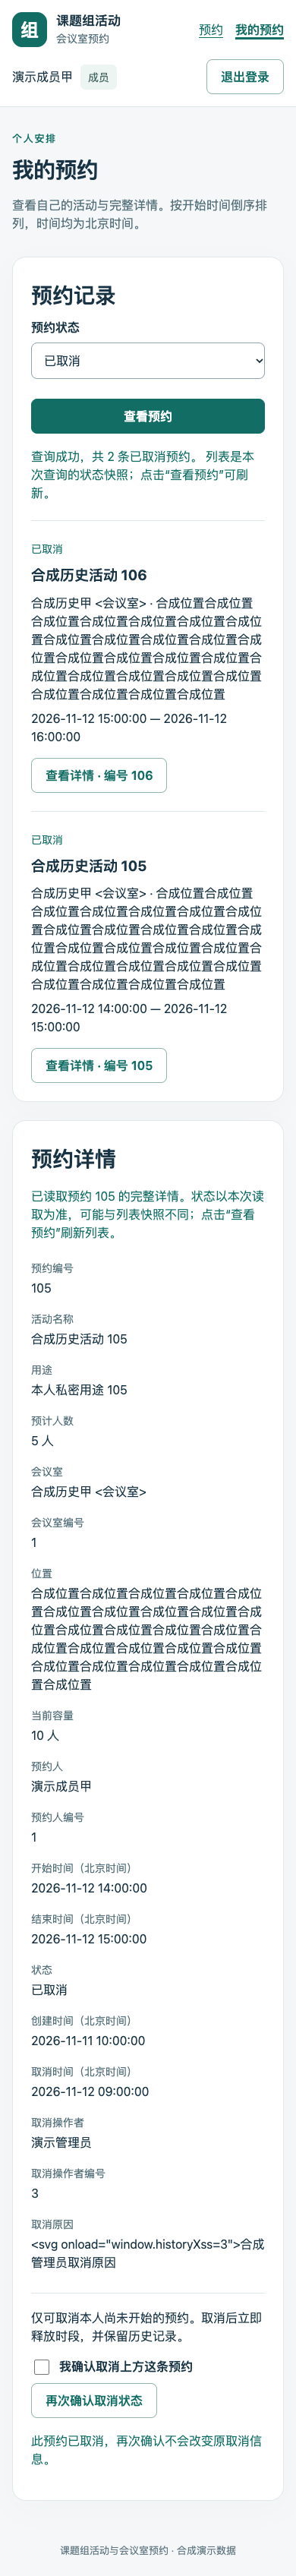 组
课题组活动
会议室预约
预约
我的预约
演示成员甲
成员
退出登录
个人安排
我的预约
查看自己的活动与完整详情。按开始时间倒序排
列，时间均为北京时间。
预约记录
预约状态
已取消
查看预约
查询成功，共 2 条已取消预约。 列表是本
次查询的状态快照；点击“查看预约”可刷
新。
已取消
合成历史活动 106
合成历史甲 <会议室> · 合成位置合成位置
合成位置合成位置合成位置合成位置合成位
置合成位置合成位置合成位置合成位置合成
位置合成位置合成位置合成位置合成位置合
成位置合成位置合成位置合成位置合成位置
合成位置合成位置合成位置合成位置
2026-11-12 15:00:00 — 2026-11-12
16:00:00
查看详情 · 编号 106
已取消
合成历史活动 105
合成历史甲 <会议室> · 合成位置合成位置
合成位置合成位置合成位置合成位置合成位
置合成位置合成位置合成位置合成位置合成
位置合成位置合成位置合成位置合成位置合
成位置合成位置合成位置合成位置合成位置
合成位置合成位置合成位置合成位置
2026-11-12 14:00:00 — 2026-11-12
15:00:00
查看详情 · 编号 105
预约详情
已读取预约 105 的完整详情。状态以本次读
取为准，可能与列表快照不同；点击“查看
预约”刷新列表。
预约编号
105
活动名称
合成历史活动 105
用途
本人私密用途 105
预计人数
5 人
会议室
合成历史甲 <会议室>
会议室编号
1
位置
合成位置合成位置合成位置合成位置合成位
置合成位置合成位置合成位置合成位置合成
位置合成位置合成位置合成位置合成位置合
成位置合成位置合成位置合成位置合成位置
合成位置合成位置合成位置合成位置合成位
置合成位置
当前容量
10 人
预约人
演示成员甲
预约人编号
1
开始时间（北京时间）
2026-11-12 14:00:00
结束时间（北京时间）
2026-11-12 15:00:00
状态
已取消
创建时间（北京时间）
2026-11-11 10:00:00
取消时间（北京时间）
2026-11-12 09:00:00
取消操作者
演示管理员
取消操作者编号
3
取消原因
<svg onload="window.historyXss=3">合成
管理员取消原因
仅可取消本人尚未开始的预约。取消后立即
释放时段，并保留历史记录。
我确认取消上方这条预约
再次确认取消状态
此预约已取消，再次确认不会改变原取消信
息。
课题组活动与会议室预约 · 合成演示数据